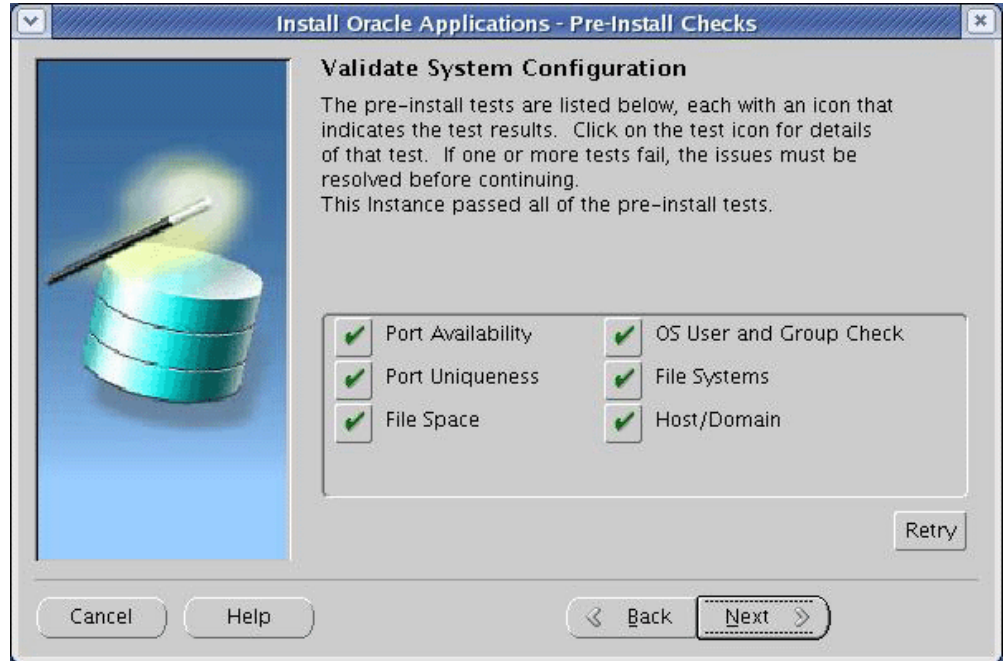 Install Oracle Applications - Pre-Install Checks
Validate System Configuration
The pre-install tests are listed below, each with an icon that
indicates the test results. Click on the test icon for details
of that test. If one or more tests fail, the issues must be
resolved before continuing.
This Instance passed all of the pre-install tests.
Port Availability
OS User and Group Check
Port Uniqueness
File Systems
File Space
Host/Domain
Retry
Cancel
Help
Back
Next